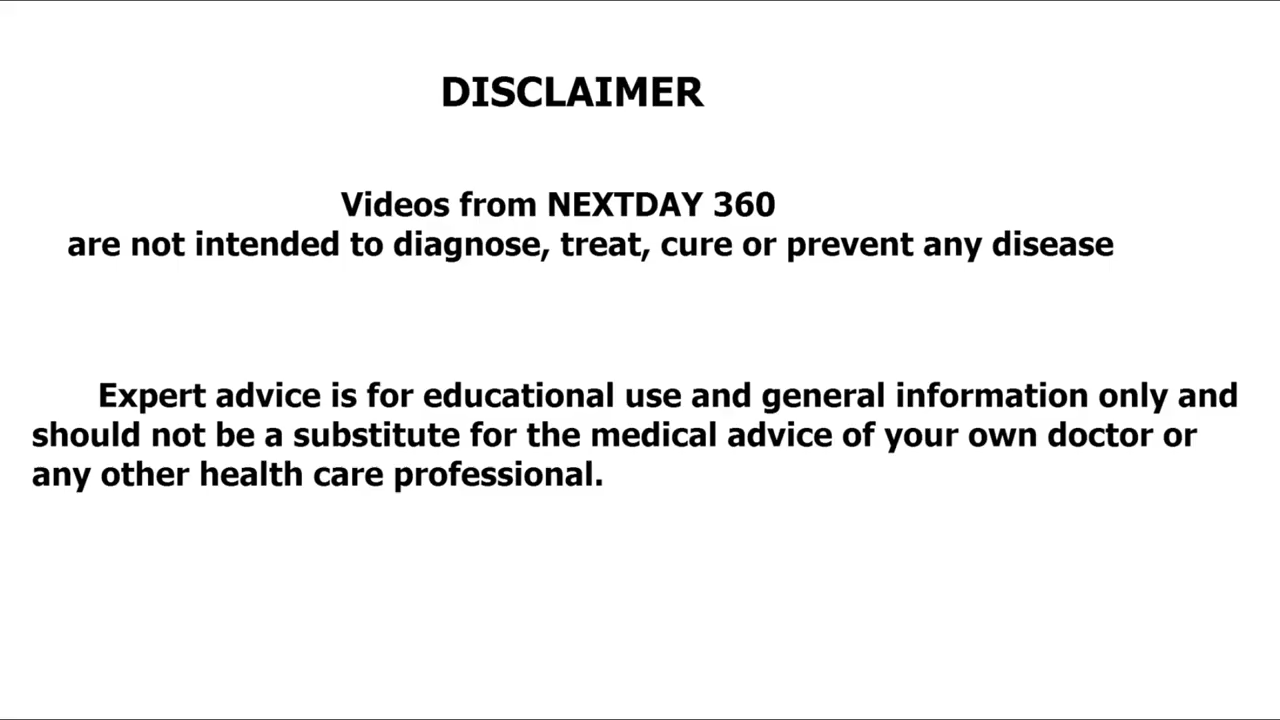 DISCLAIMER
Videos from NEXTDAY 360
are not intended to diagnose, treat, cure or prevent any disease
Expert advice is for educational use and general information only and
should not be a substitute for the medical advice of your own doctor or
any other health care professional.